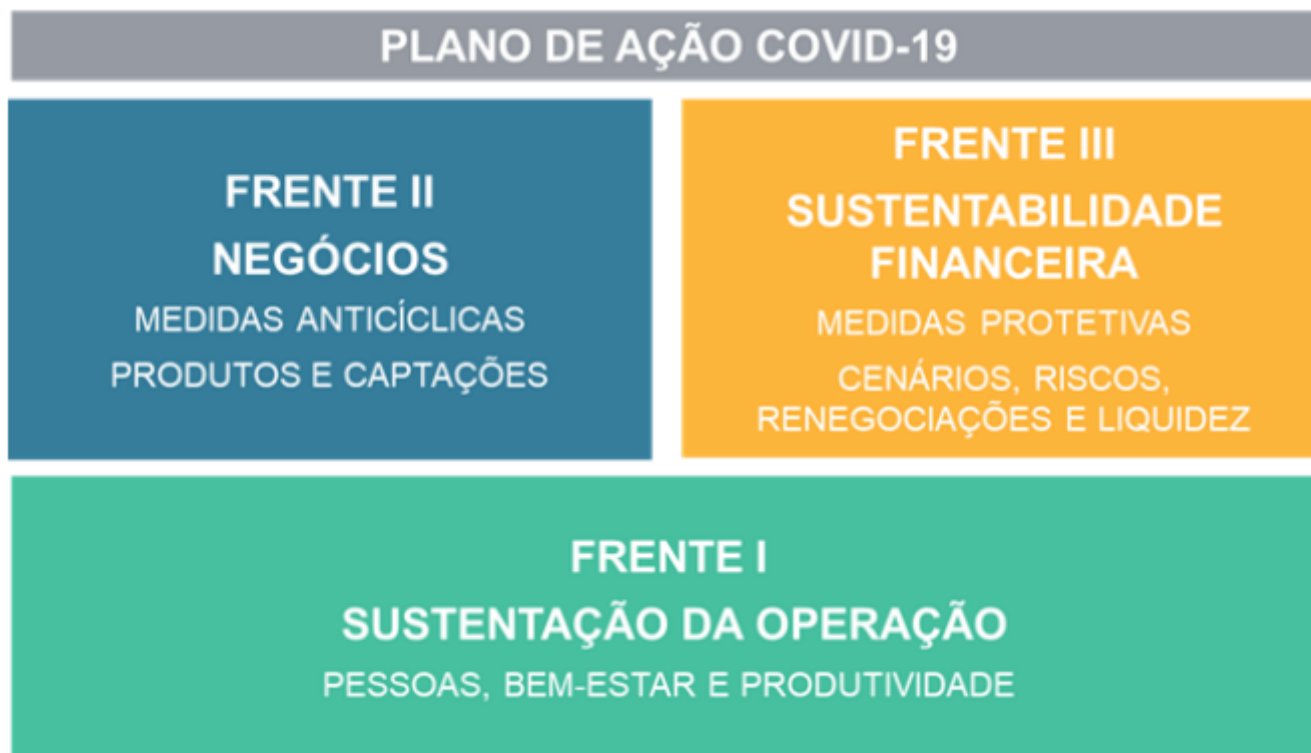 PLANO DE AÇÃO COVID-19
FRENTE II
NEGÓCIOS
MEDIDAS ANTICÍCLICAS
PRODUTOS E CAPTAÇÕES
FRENTE III
SUSTENTABILIDADE
FINANCEIRA
MEDIDAS PROTETIVAS
CENÁRIOS, RISCOS,
RENEGOCIAÇÕES E LIQUIDEZ
FRENTE I
SUSTENTAÇÃO DA OPERAÇÃO
PESSOAS, BEM-ESTAR E PRODUTIVIDADE